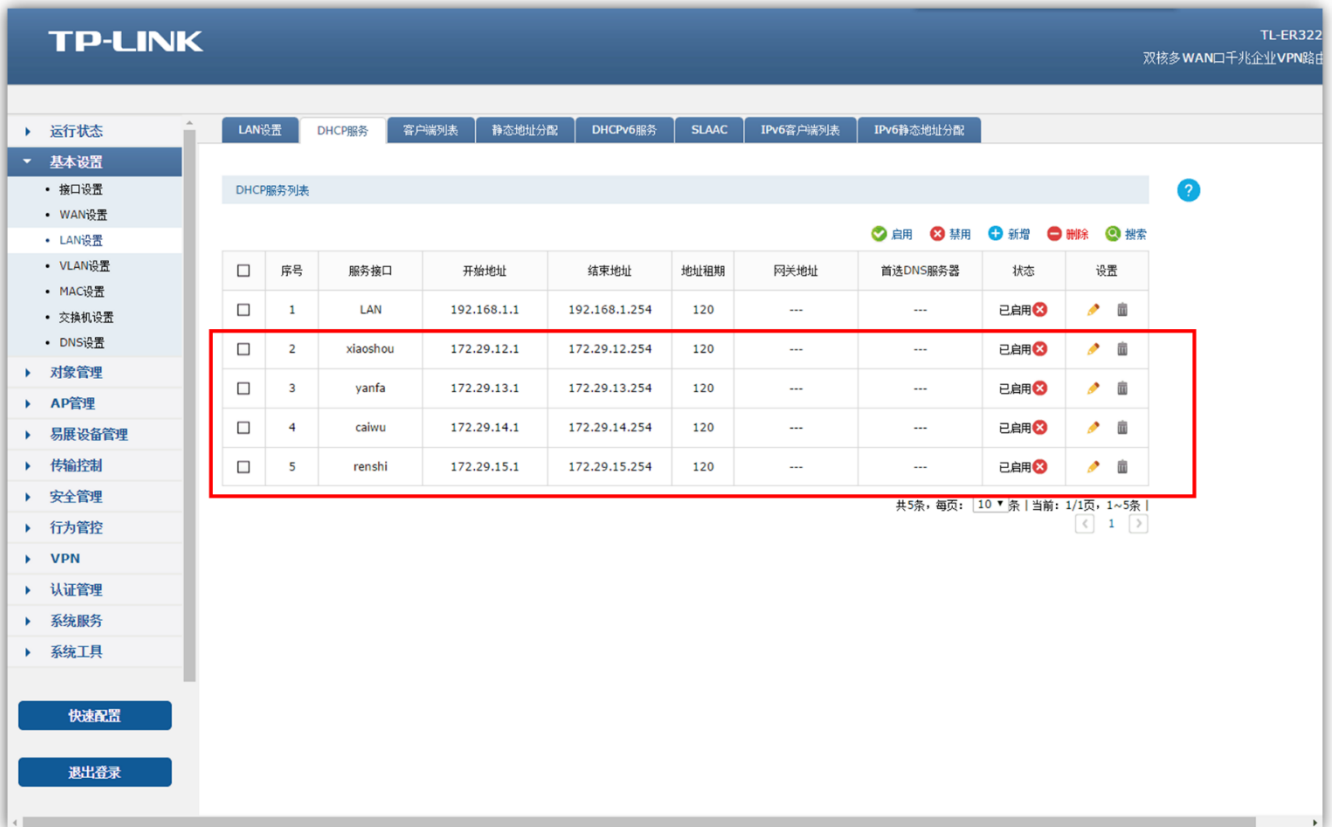 TP-LINK
TL-ER322
双核多WAN口千兆企业VPN路由
运行状态
基本设置
接口设置
WAN设置
LAN设置
VLAN设置
MAC设置
交换机设置
DNS设置
对象管理
AP管理
易展设备管理
传输控制
安全管理
行为管控
VPN
认证管理
系统服务
系统工具
快速配置
退出登录
LAN设置 DHCP服务 客户端列表 静态地址分配 DHCPv6服务 SLAAC IPv6客户端列表 IPv6静态地址分配
DHCP服务列表
?
启用 禁用 新增 删除 搜索
序号 服务接口 开始地址 结束地址 地址租期 网关地址 首选DNS服务器 状态 设置
1 LAN 192.168.1.1 192.168.1.254 120 --- --- 已启用
2 xiaoshou 172.29.12.1 172.29.12.254 120 --- --- 已启用
3 yanfa 172.29.13.1 172.29.13.254 120 --- --- 已启用
4 caiwu 172.29.14.1 172.29.14.254 120 --- --- 已启用
5 renshi 172.29.15.1 172.29.15.254 120 --- --- 已启用
共5条，每页： 10 条 | 当前：1/1页，1~5条 |
< 1 >